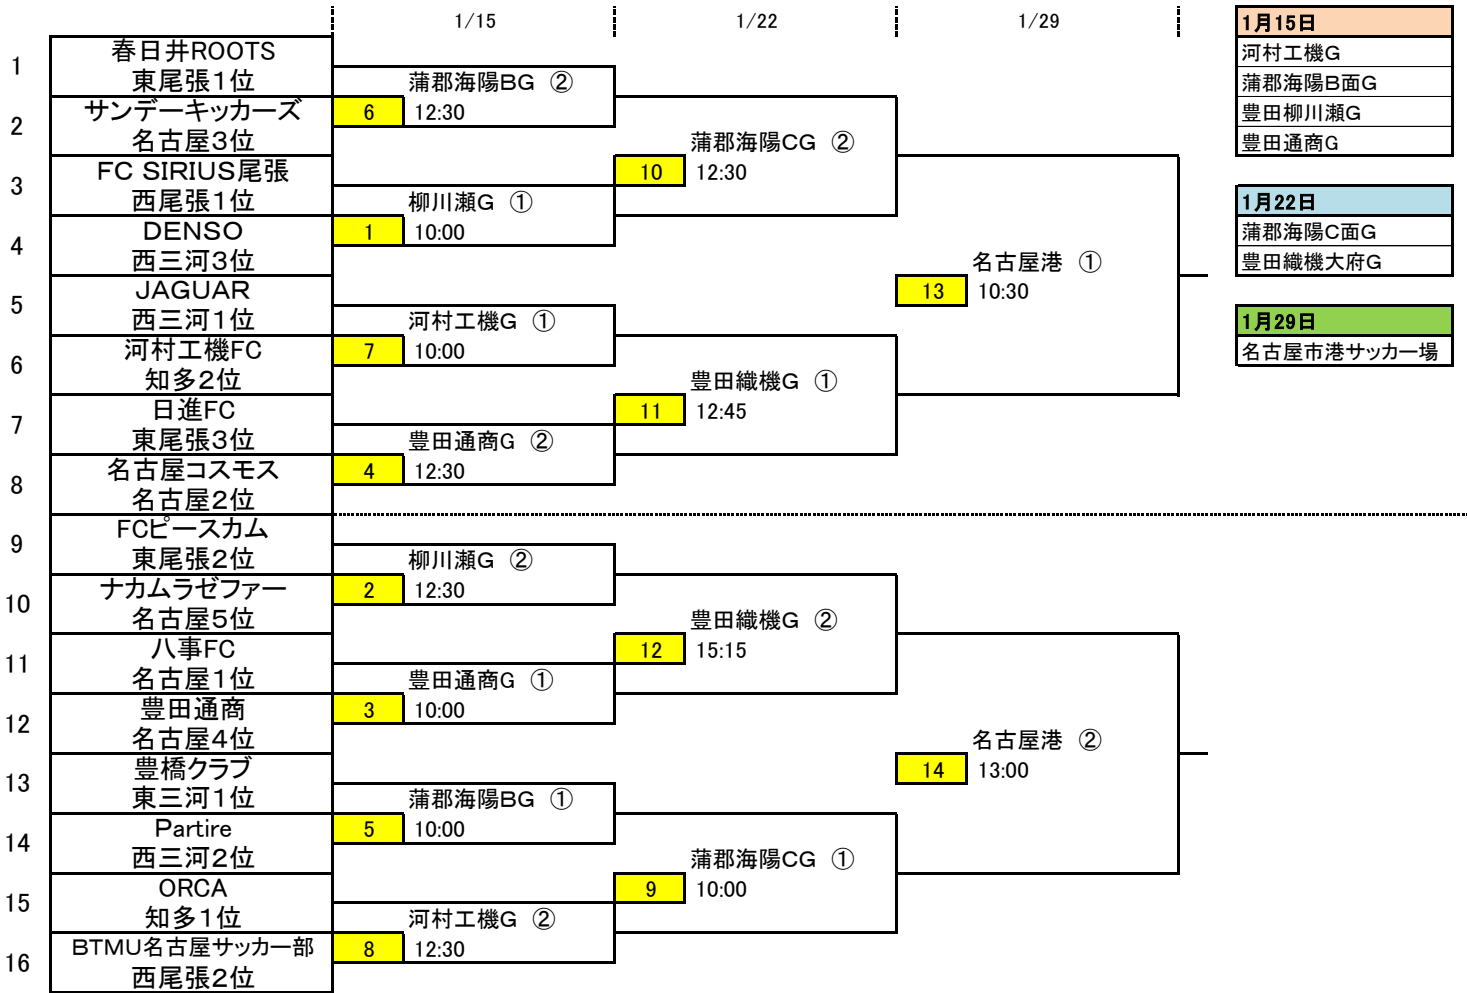 1/15
1/22
1/29
1月15日
河村工機G
蒲郡海陽B面G
豊田柳川瀬G
豊田通商G
1月22日
蒲郡海陽C面G
豊田織機大府G
1月29日
名古屋市港サッカー場
1
春日井ROOTS
東尾張1位
蒲郡海陽BG ②
6
12:30
2
サンデーキッカーズ
名古屋3位
蒲郡海陽CG ②
10
12:30
3
FC SIRIUS尾張
西尾張1位
柳川瀬G ①
1
10:00
4
DENSO
西三河3位
名古屋港 ①
13
10:30
5
JAGUAR
西三河1位
河村工機G ①
7
10:00
6
河村工機FC
知多2位
豊田織機G ①
11
12:45
7
日進FC
東尾張3位
豊田通商G ②
4
12:30
8
名古屋コスモス
名古屋2位
9
FCピースカム
東尾張2位
柳川瀬G ②
2
12:30
10
ナカムラゼファー
名古屋5位
豊田織機G ②
12
15:15
11
八事FC
名古屋1位
豊田通商G ①
3
10:00
12
豊田通商
名古屋4位
名古屋港 ②
14
13:00
13
豊橋クラブ
東三河1位
蒲郡海陽BG ①
5
10:00
14
Partire
西三河2位
蒲郡海陽CG ①
9
10:00
15
ORCA
知多1位
河村工機G ②
8
12:30
16
BTMU名古屋サッカー部
西尾張2位